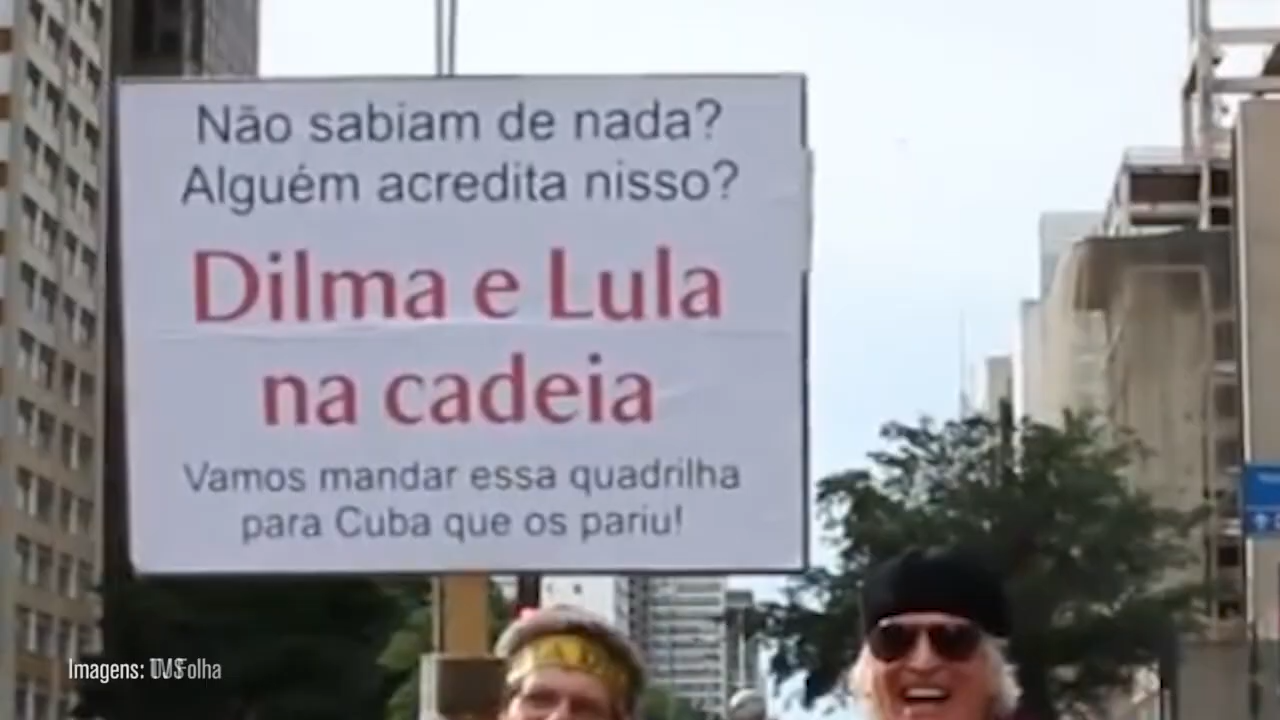 Não sabiam de nada?
Alguém acredita nisso?
Dilma e Lula
na cadeia
Vamos mandar essa quadrilha
para Cuba que os pariu!
Imagens: Folha